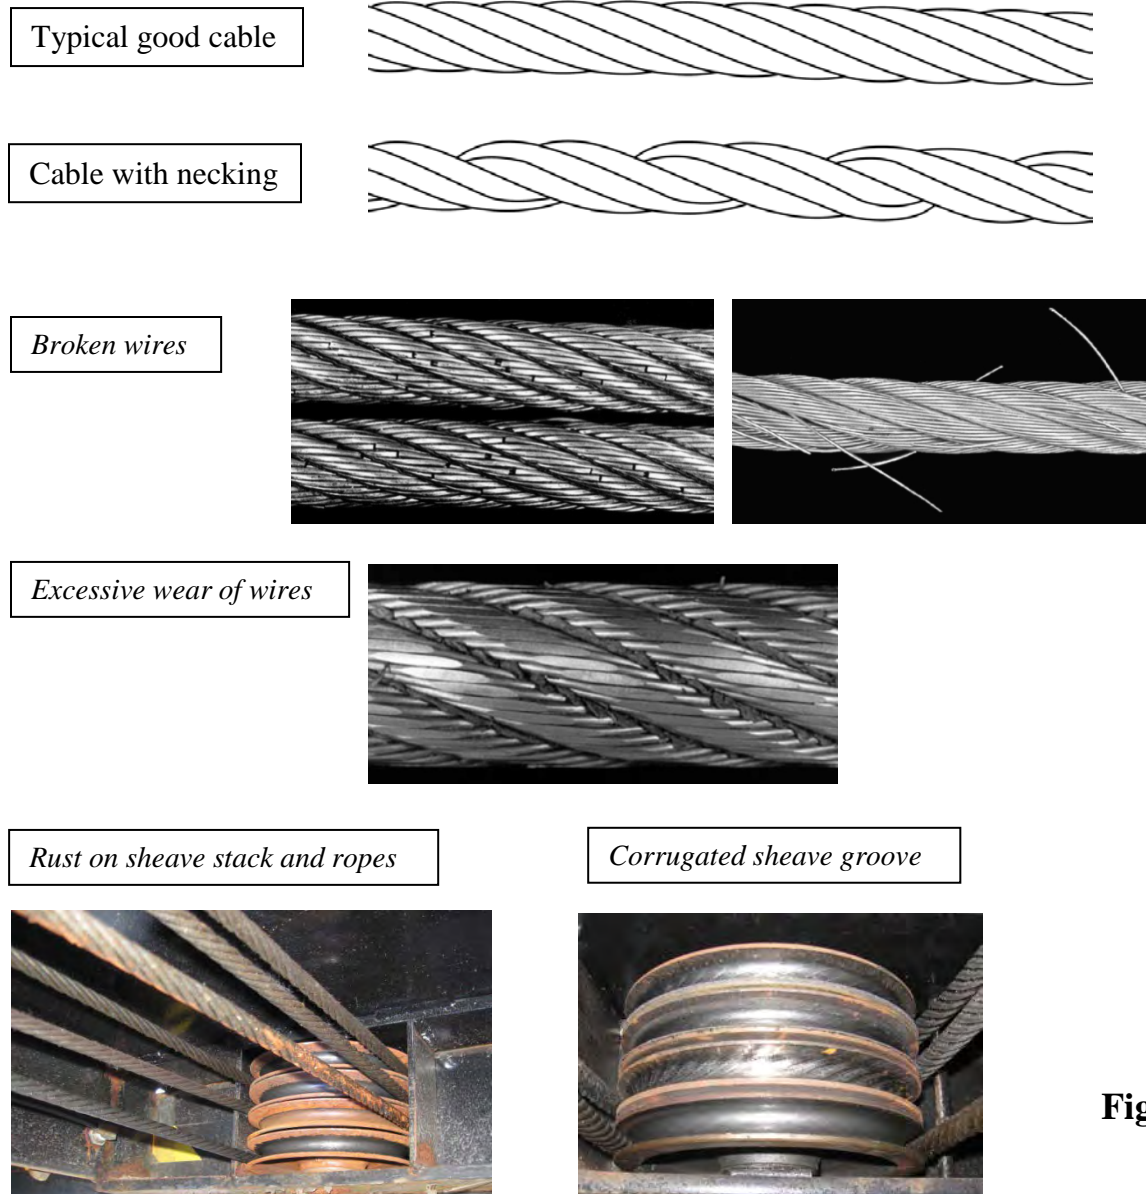 Typical good cable
Cable with necking
Broken wires
Excessive wear of wires
Rust on sheave stack and ropes
Corrugated sheave groove
Fig